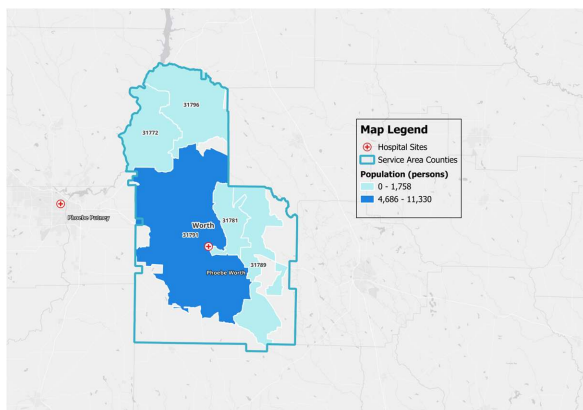 31796
31772
Map Legend
Hospital Sites
Service Area Counties
Population (persons)
0 - 1,758
4,686 - 11,330
Phoebe Putney
Worth
31781
31791
31789
Phoebe Worth